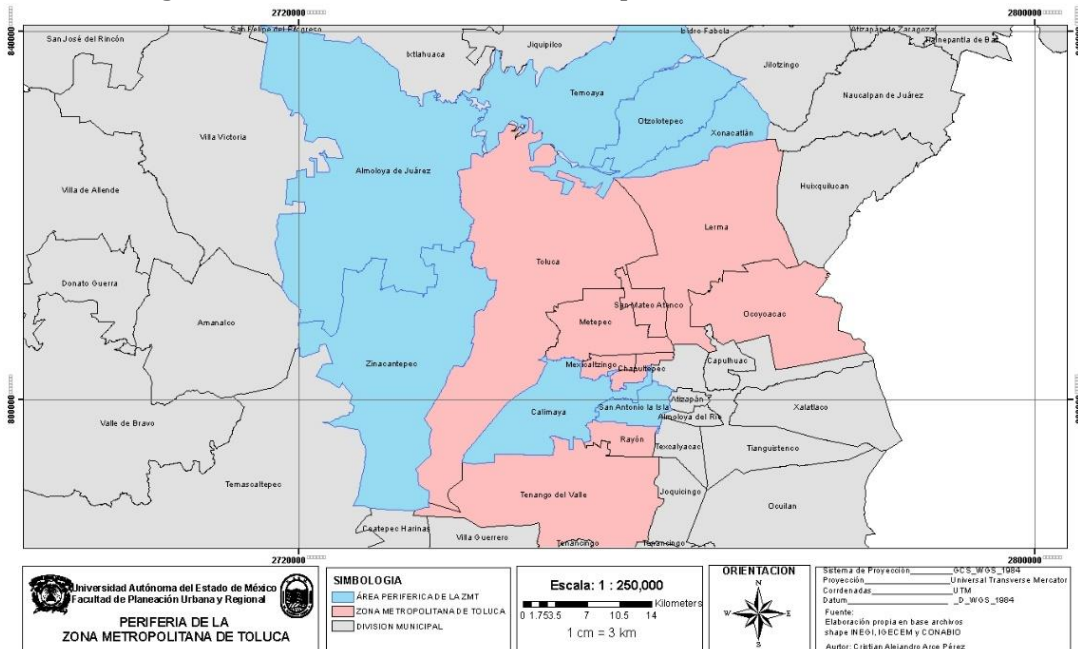 2720000
2800000
840000
San José del Rincón
San Felipe del Progreso
Ixtlahuaca
Jiquipilco
Isidro Fabela
Atizapán de Zaragoza
Jilotzingo
Naucalpan de Juárez
Temoaya
Otzolotepec
Xonacatlán
Villa Victoria
Almoloya de Juárez
Villa de Allende
Huixquilucan
Lerma
Toluca
Donato Guerra
San Mateo Atenco
Ocoyoacac
Amanalco
Metepec
Zinacantepec
Mexicaltzingo
Chapultepec
Capulhuac
Atizapán
Calimaya
San Antonio la Isla
Xalatlaco
Almoloya del Río
Valle de Bravo
Rayón
Texcalyacac
Tianguistenco
Temascaltepec
Tenango del Valle
Joquicingo
Ocuilan
Coatepec Harinas
Villa Guerrero
Tenancingo
Tenancingo
2720000
2800000
Universidad Autónoma del Estado de México
Facultad de Planeación Urbana y Regional
PERIFERIA DE LA
ZONA METROPOLITANA DE TOLUCA
SIMBOLOGIA
ÁREA PERIFERICA DE LA ZMT
ZONA METROPOLITANA DE TOLUCA
DIVISION MUNICIPAL
Escala: 1 : 250,000
Kilometers
0 1.753.5 7 10.5 14
1 cm = 3 km
ORIENTACION
N
W E
S
Sistema de Proyección GCS_WGS_1984
Proyección Universal Transverse Mercator
Corrdenadas UTM
Datum _D_WGS_1984
Fuente:
Elaboración propia en base archivos
shape INEGI, IGECEM y CONABIO
Aurtor: Cristian Alejandro Arce Pérez